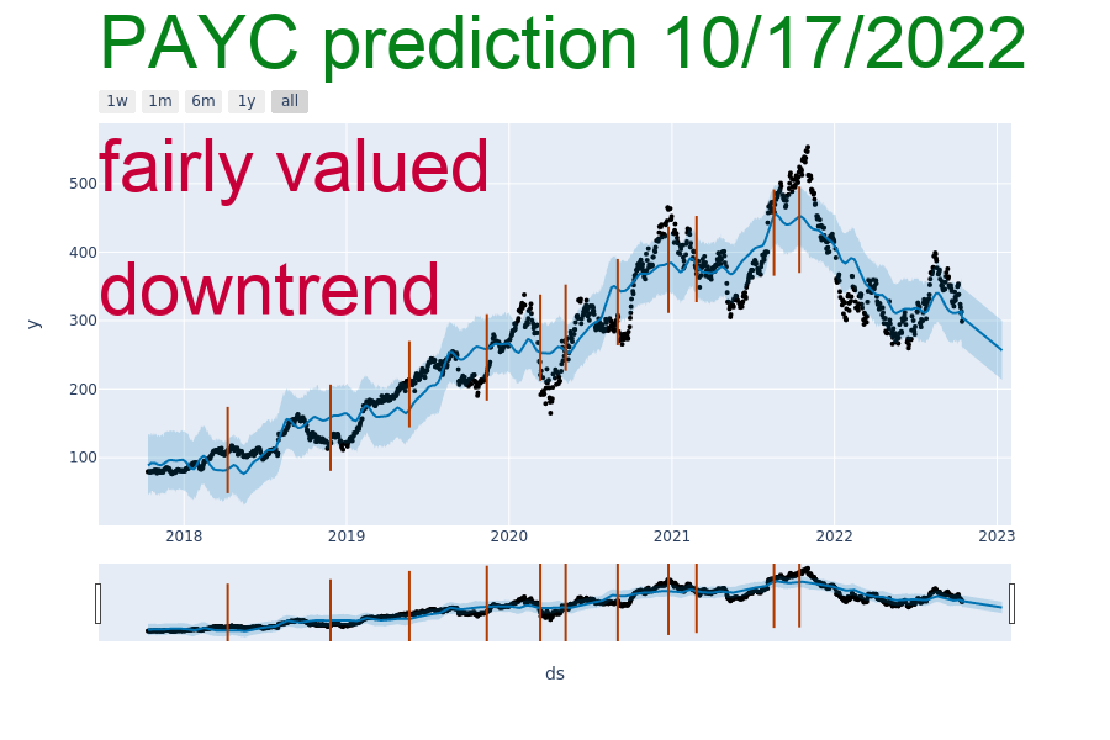 PAYC prediction 10/17/2022
1w 1m 6m 1y all
fairly valued
downtrend
500
400
300
200
100
y
2018 2019 2020 2021 2022 2023
ds